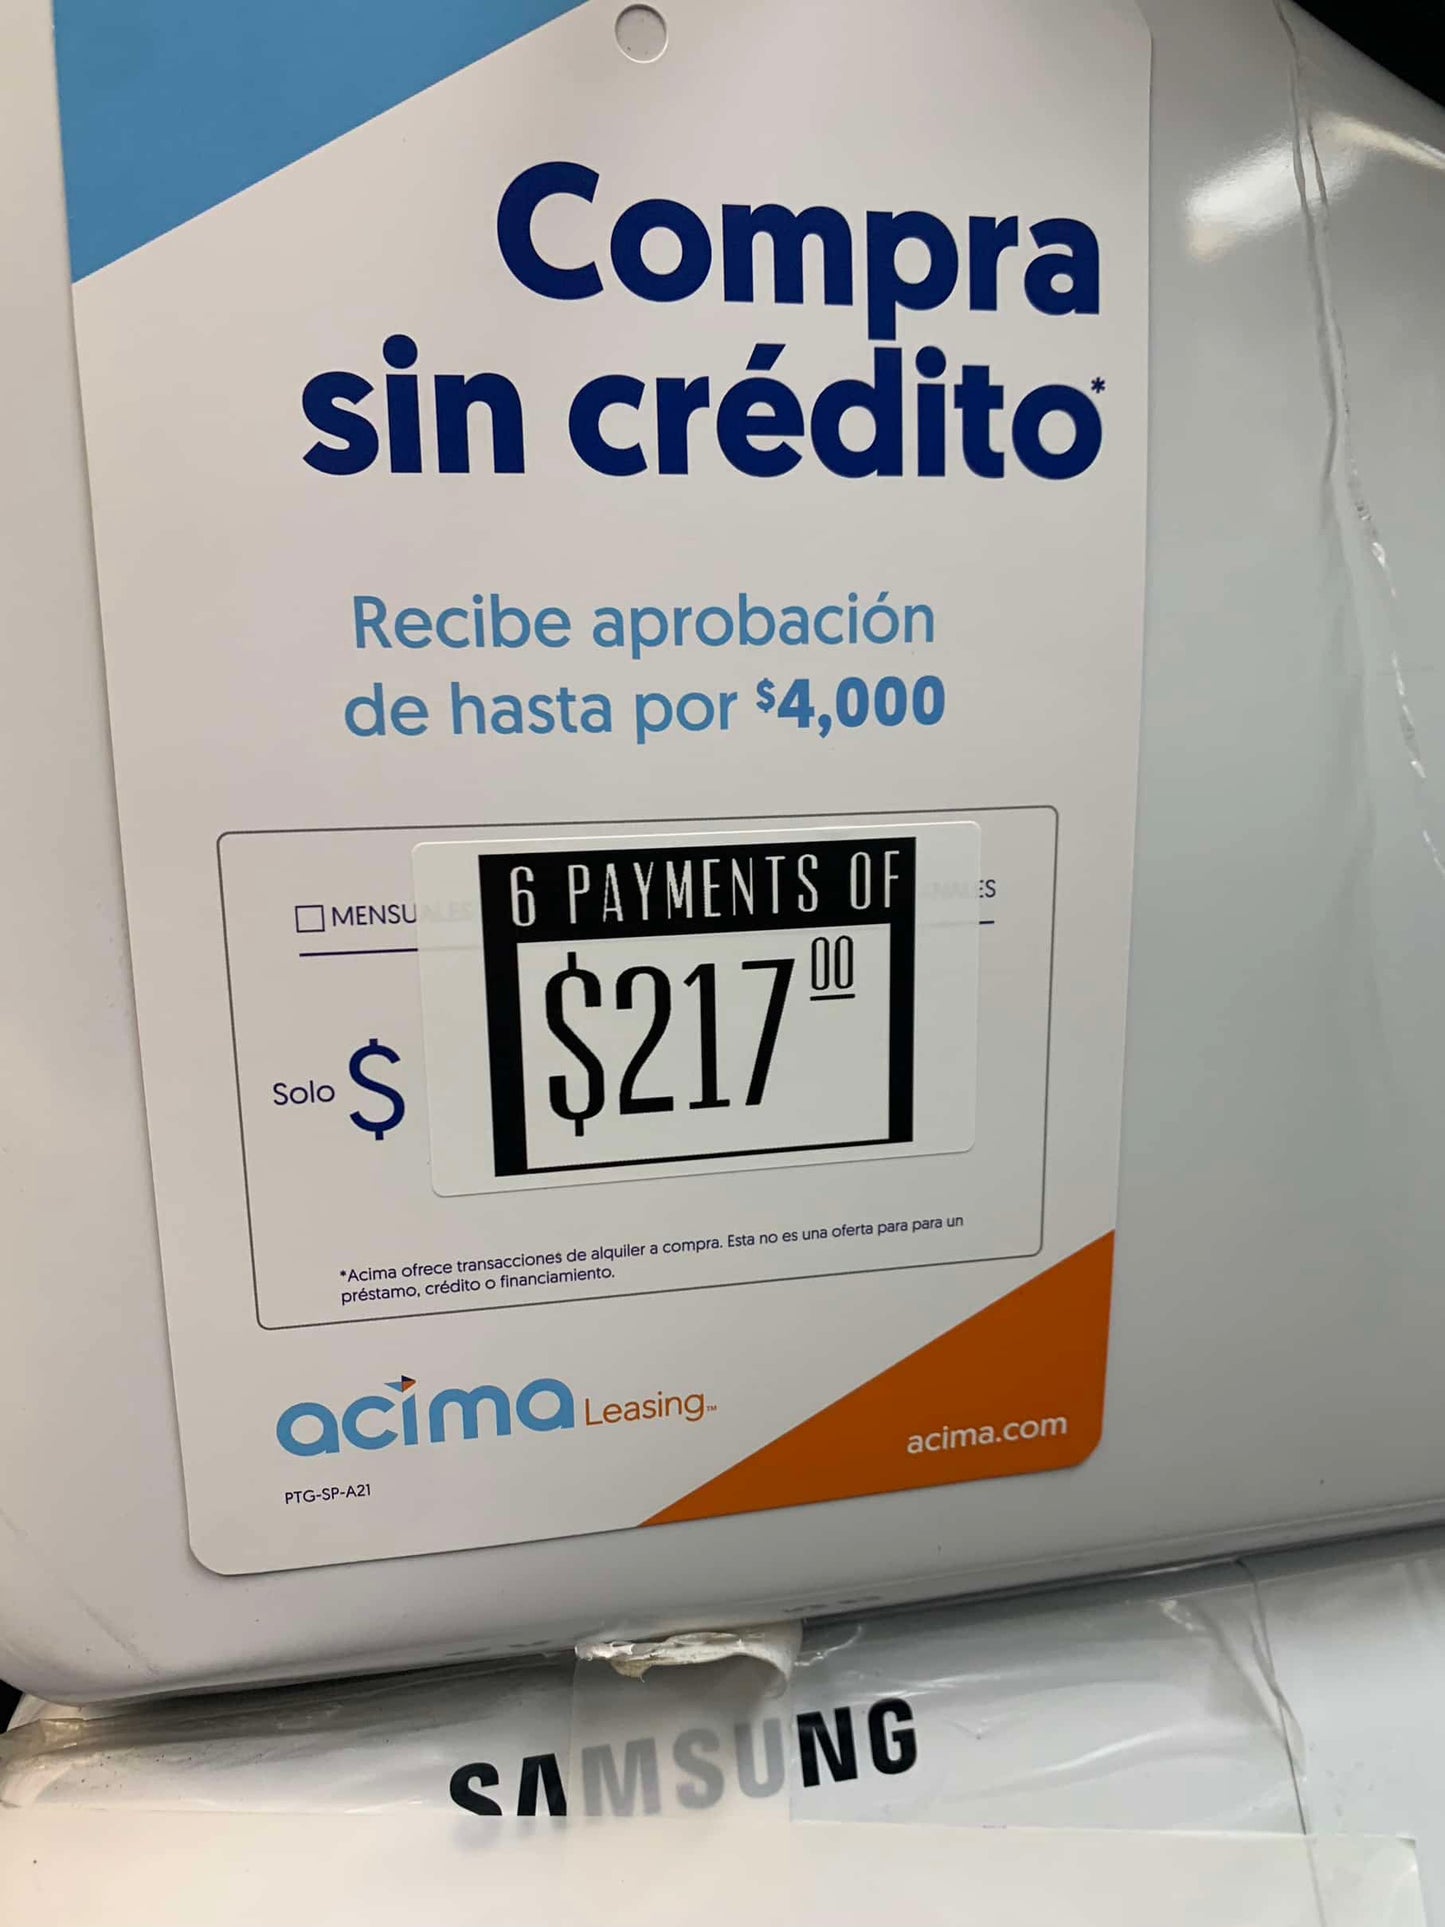 Compra
sin crédito*
Recibe aprobación
de hasta por $4,000
6 PAYMENTS OF
$217 00
Solo $
*Acima ofrece transacciones de alquiler a compra. Esta no es una oferta para para un
préstamo, crédito o financiamiento.
acima Leasing™
acima.com
PTG-SP-A21
SAMSUNG